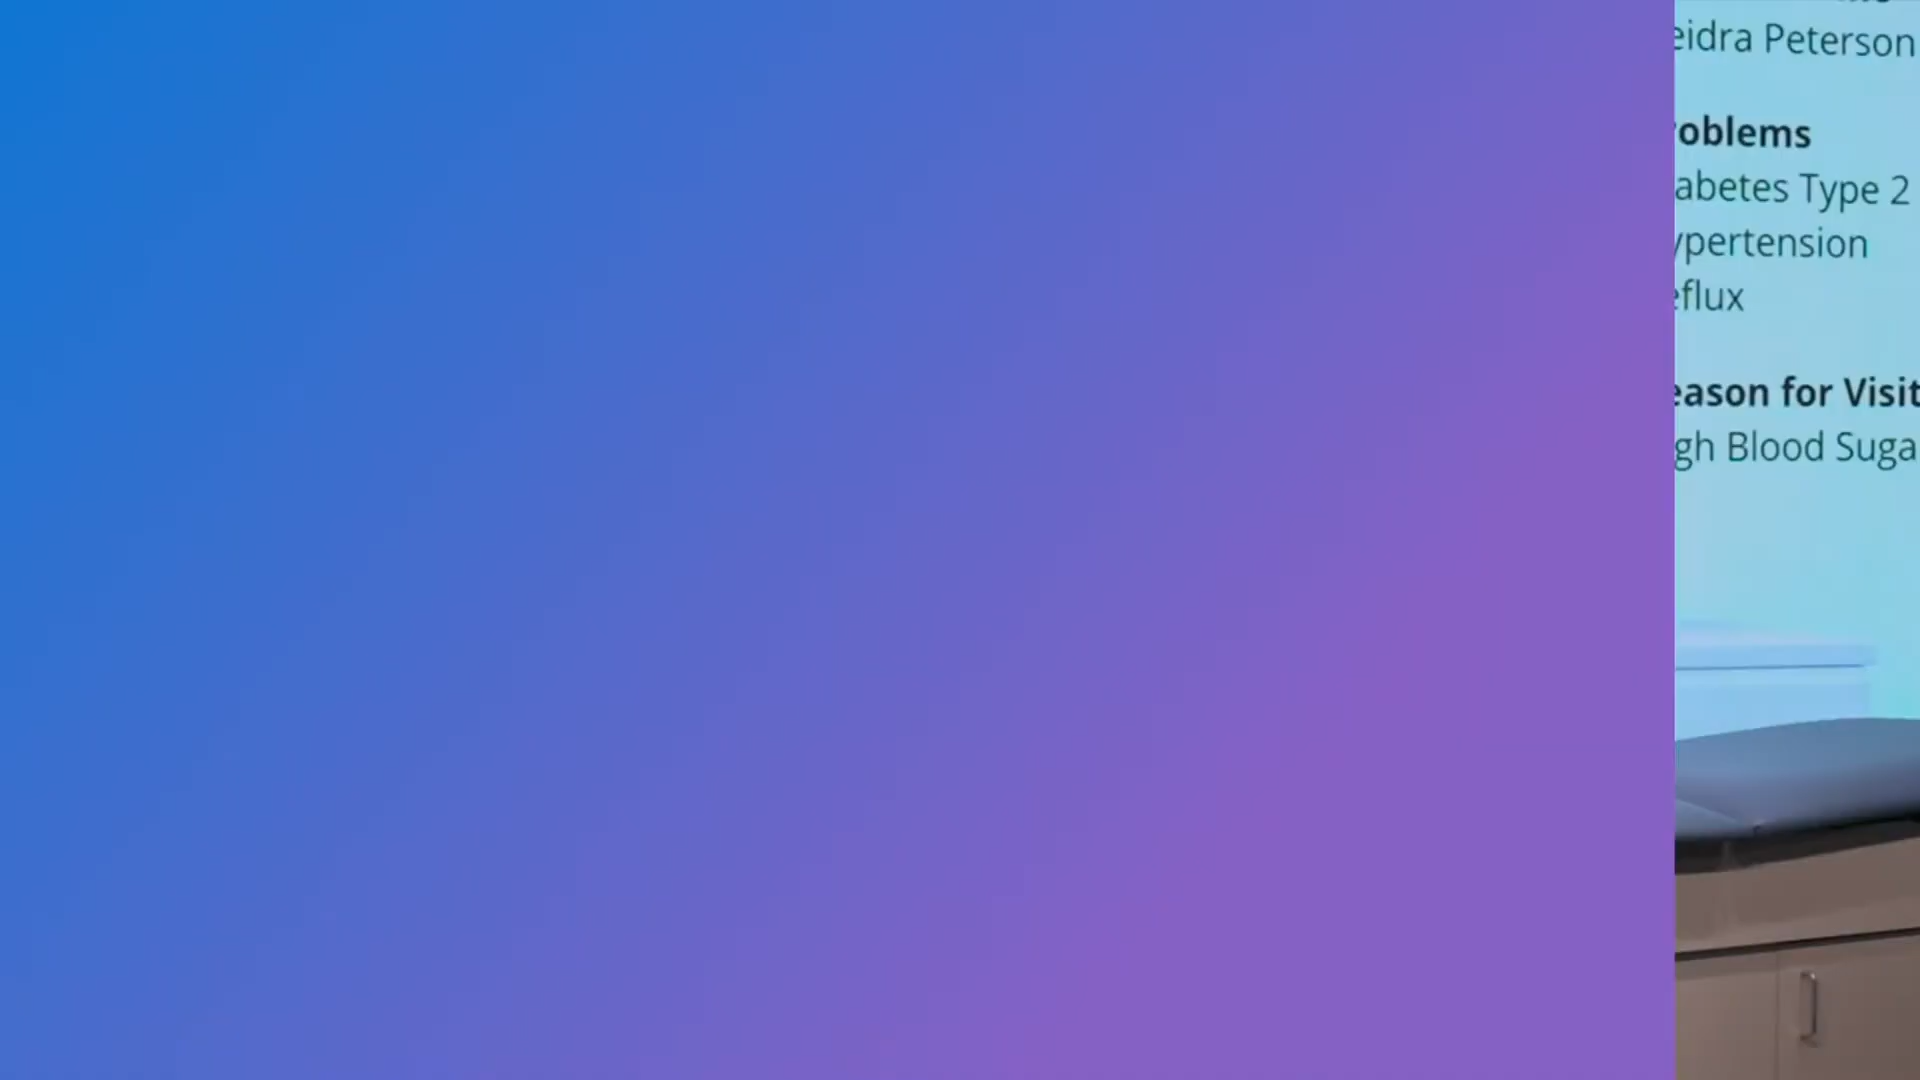 eidra Peterson
oblems
abetes Type 2
ypertension
eflux
eason for Visit
gh Blood Suga